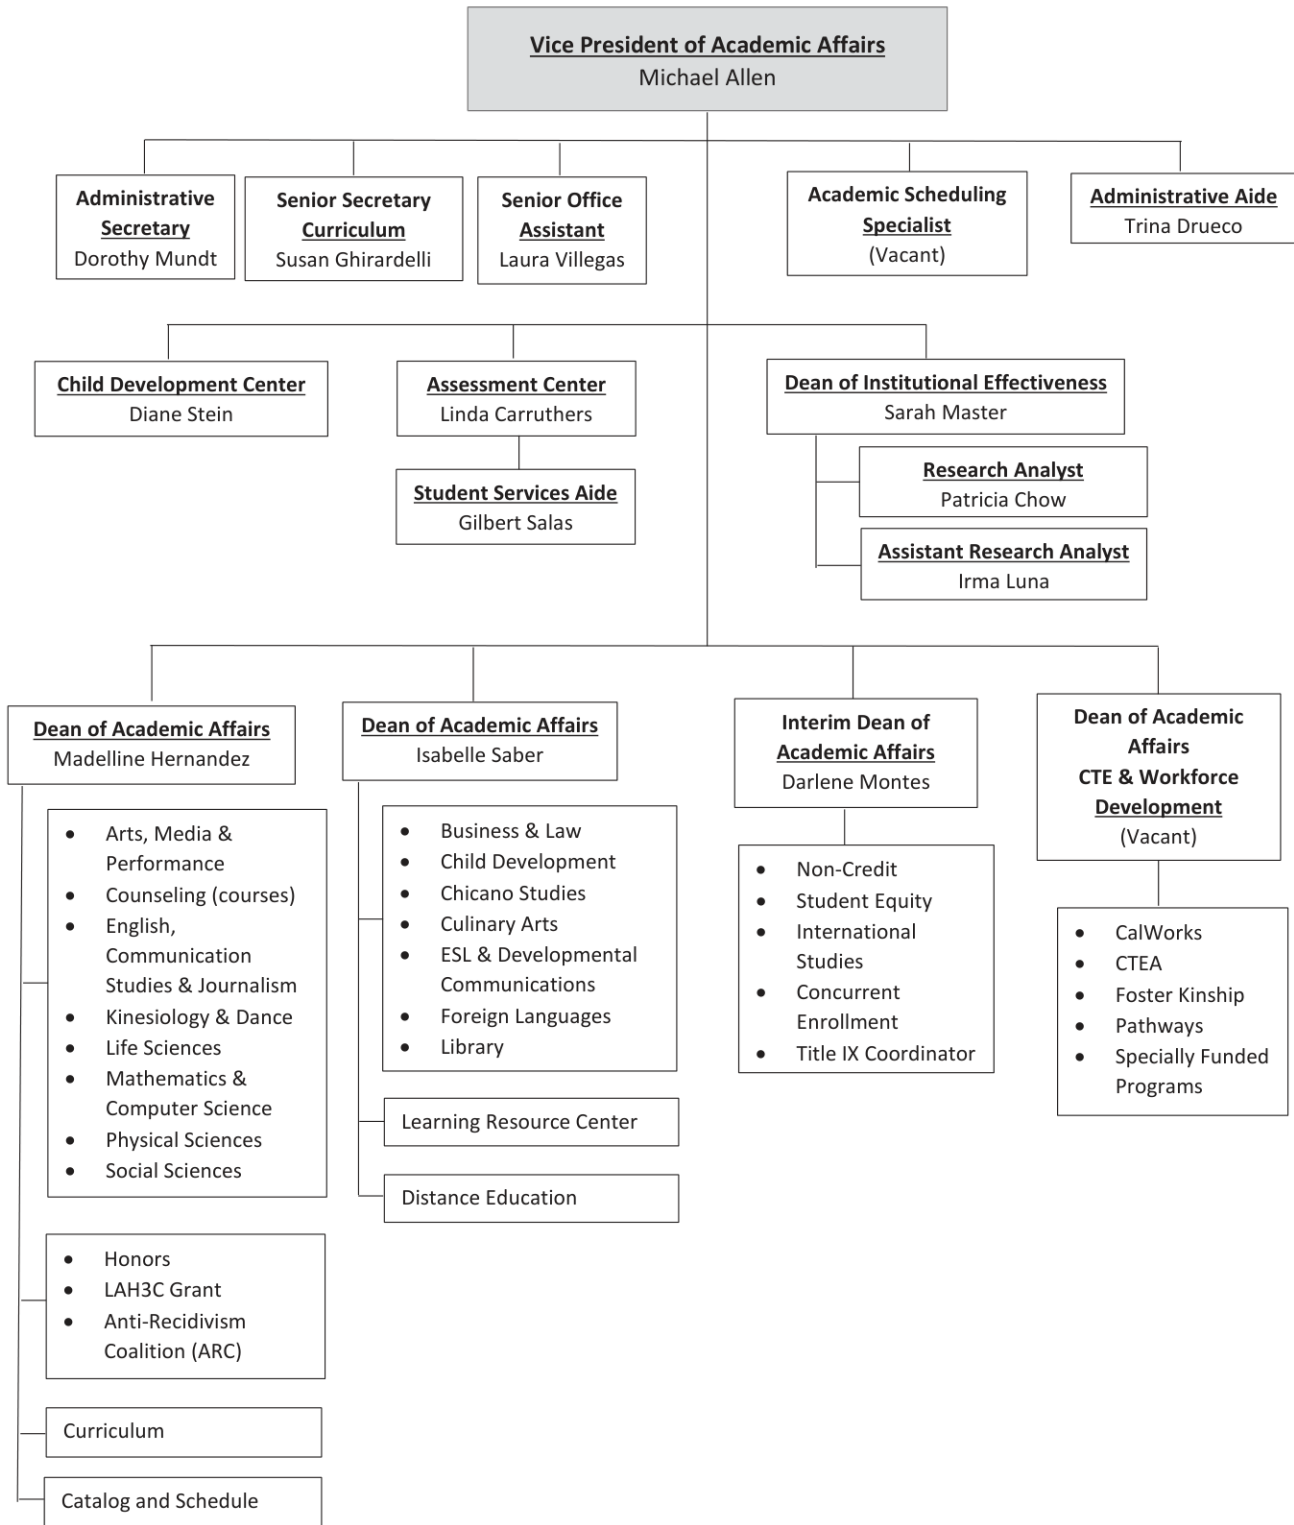 Vice President of Academic Affairs
Michael Allen
Administrative
Secretary
Dorothy Mundt
Senior Secretary
Curriculum
Susan Ghirardelli
Senior Office
Assistant
Laura Villegas
Academic Scheduling
Specialist
(Vacant)
Administrative Aide
Trina Drueco
Child Development Center
Diane Stein
Assessment Center
Linda Carruthers
Student Services Aide
Gilbert Salas
Dean of Institutional Effectiveness
Sarah Master
Research Analyst
Patricia Chow
Assistant Research Analyst
Irma Luna
Dean of Academic Affairs
Madelline Hernandez
• Arts, Media &
Performance
• Counseling (courses)
• English,
Communication
Studies & Journalism
• Kinesiology & Dance
• Life Sciences
• Mathematics &
Computer Science
• Physical Sciences
• Social Sciences
• Honors
• LAH3C Grant
• Anti-Recidivism
Coalition (ARC)
Curriculum
Catalog and Schedule
Dean of Academic Affairs
Isabelle Saber
• Business & Law
• Child Development
• Chicano Studies
• Culinary Arts
• ESL & Developmental
Communications
• Foreign Languages
• Library
Learning Resource Center
Distance Education
Interim Dean of
Academic Affairs
Darlene Montes
• Non-Credit
• Student Equity
• International
Studies
• Concurrent
Enrollment
• Title IX Coordinator
Dean of Academic
Affairs
CTE & Workforce
Development
(Vacant)
• CalWorks
• CTEA
• Foster Kinship
• Pathways
• Specially Funded
Programs